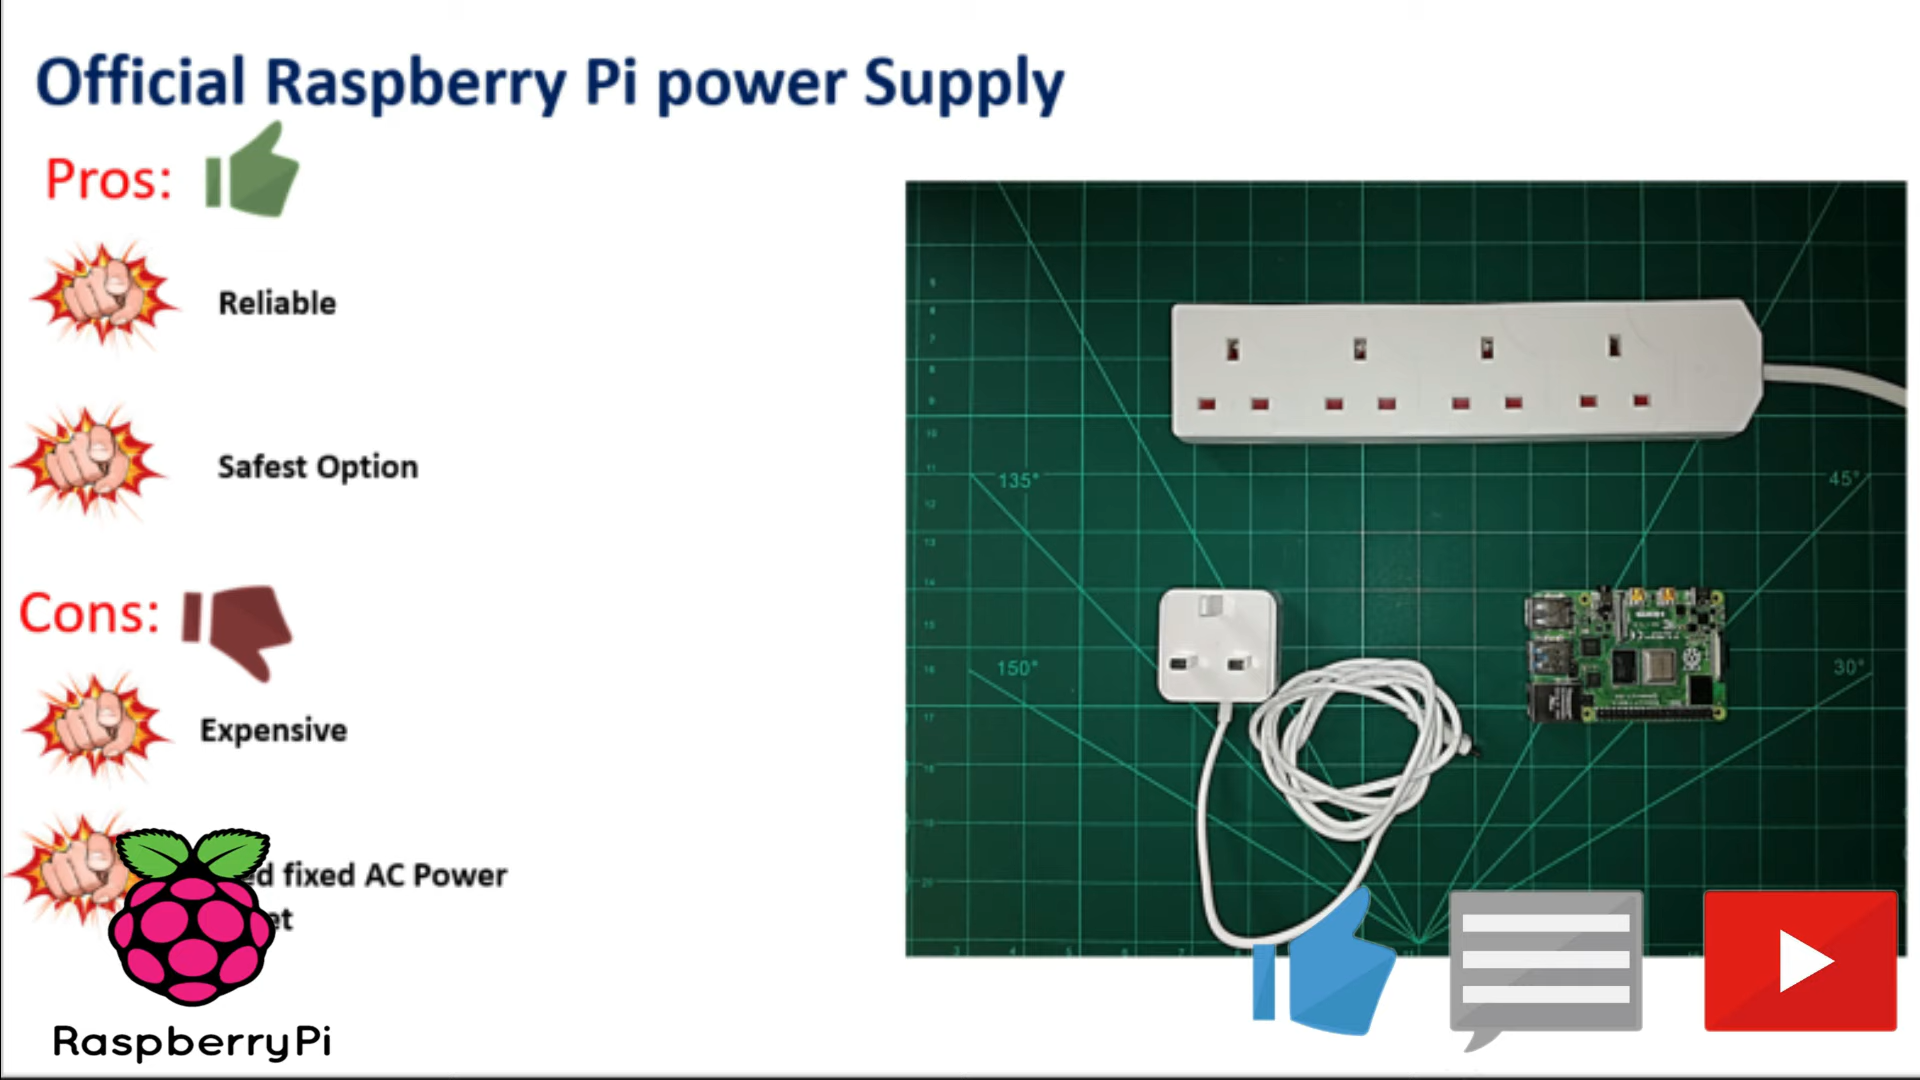 Official Raspberry Pi power Supply
Pros:
Reliable
Safest Option
Cons:
Expensive
fixed AC Power
RaspberryPi
135°
45°
150°
30°